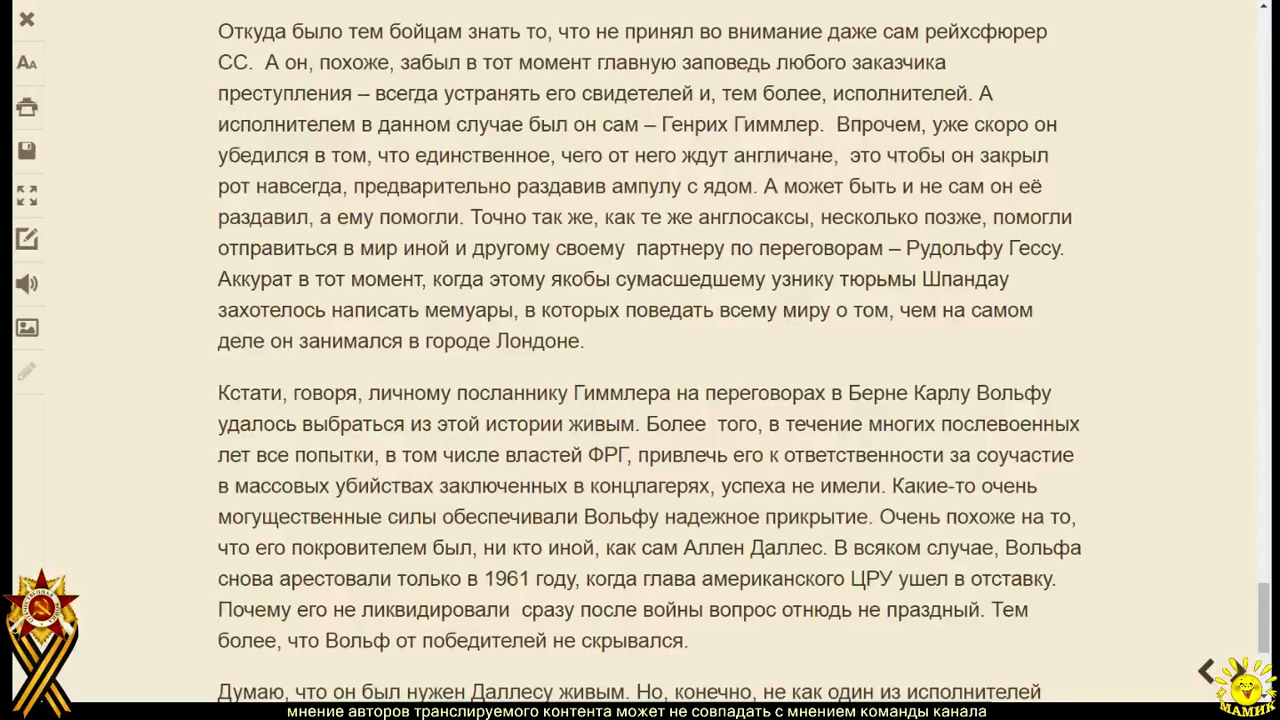 Откуда было тем бойцам знать то, что не принял во внимание даже сам рейхсфюрер
СС.  А он, похоже, забыл в тот момент главную заповедь любого заказчика
преступления – всегда устранять его свидетелей и, тем более, исполнителей. А
исполнителем в данном случае был он сам – Генрих Гиммлер.  Впрочем, уже скоро он
убедился в том, что единственное, чего от него ждут англичане,  это чтобы он закрыл
рот навсегда, предварительно раздавив ампулу с ядом. А может быть и не сам он её
раздавил, а ему помогли. Точно так же, как те же англосаксы, несколько позже, помогли
отправиться в мир иной и другому своему  партнеру по переговорам – Рудольфу Гессу.
Аккурат в тот момент, когда этому якобы сумасшедшему узнику тюрьмы Шпандау
захотелось написать мемуары, в которых поведать всему миру о том, чем на самом
деле он занимался в городе Лондоне.
Кстати, говоря, личному посланнику Гиммлера на переговорах в Берне Карлу Вольфу
удалось выбраться из этой истории живым. Более  того, в течение многих послевоенных
лет все попытки, в том числе властей ФРГ, привлечь его к ответственности за соучастие
в массовых убийствах заключенных в концлагерях, успеха не имели. Какие-то очень
могущественные силы обеспечивали Вольфу надежное прикрытие. Очень похоже на то,
что его покровителем был, ни кто иной, как сам Аллен Даллес. В всяком случае, Вольфа
снова арестовали только в 1961 году, когда глава американского ЦРУ ушел в отставку.
Почему его не ликвидировали  сразу после войны вопрос отнюдь не праздный. Тем
более, что Вольф от победителей не скрывался.
Думаю, что он был нужен Даллесу живым. Но, конечно, не как один из исполнителей
мнение авторов транслируемого контента может не совпадать с мнением команды канала
МАМИК